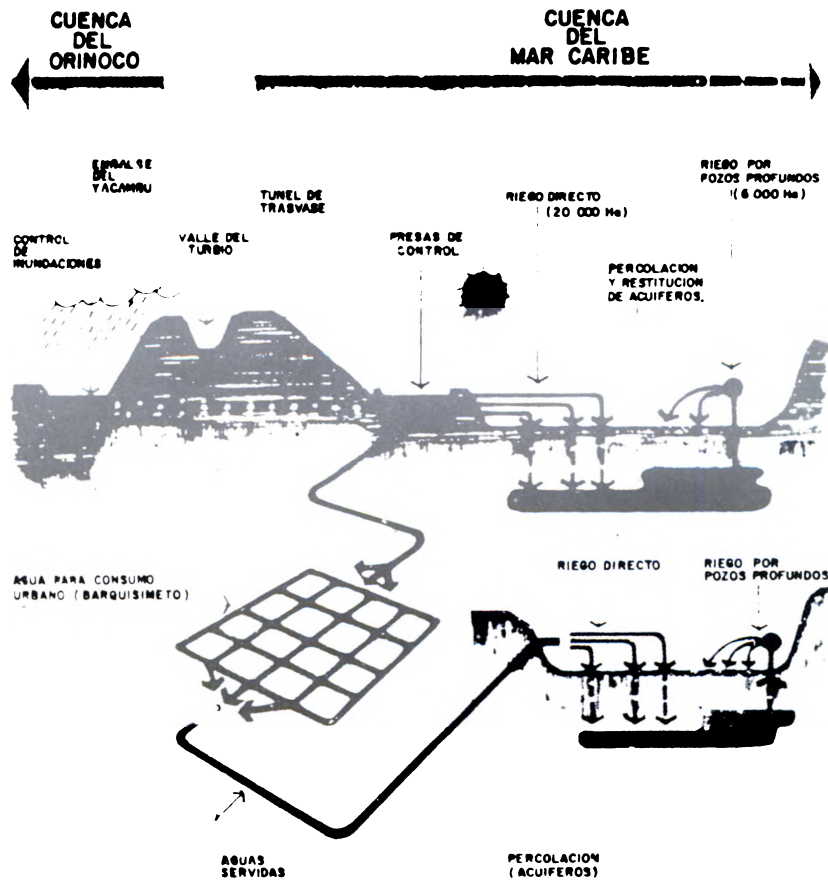 CUENCA
DEL
ORINOCO
CUENCA
DEL
MAR CARIBE
EMBALSE
DEL
YACAMBU
TUNEL DE
TRASVASE
RIEGO DIRECTO
(20 000 Ha)
RIEGO POR
POZOS PROFUNDOS
(6 000 Ha)
CONTROL
DE
INUNDACIONES
VALLE DEL
TURBIO
PRESAS DE
CONTROL
PERCOLACION
Y RESTITUCION
DE ACUIFEROS.
AGUA PARA CONSUMO
URBANO (BARQUISIMETO)
RIEGO DIRECTO
RIEGO POR
POZOS PROFUNDOS
AGUAS
SERVIDAS
PERCOLACION
(ACUIFEROS)